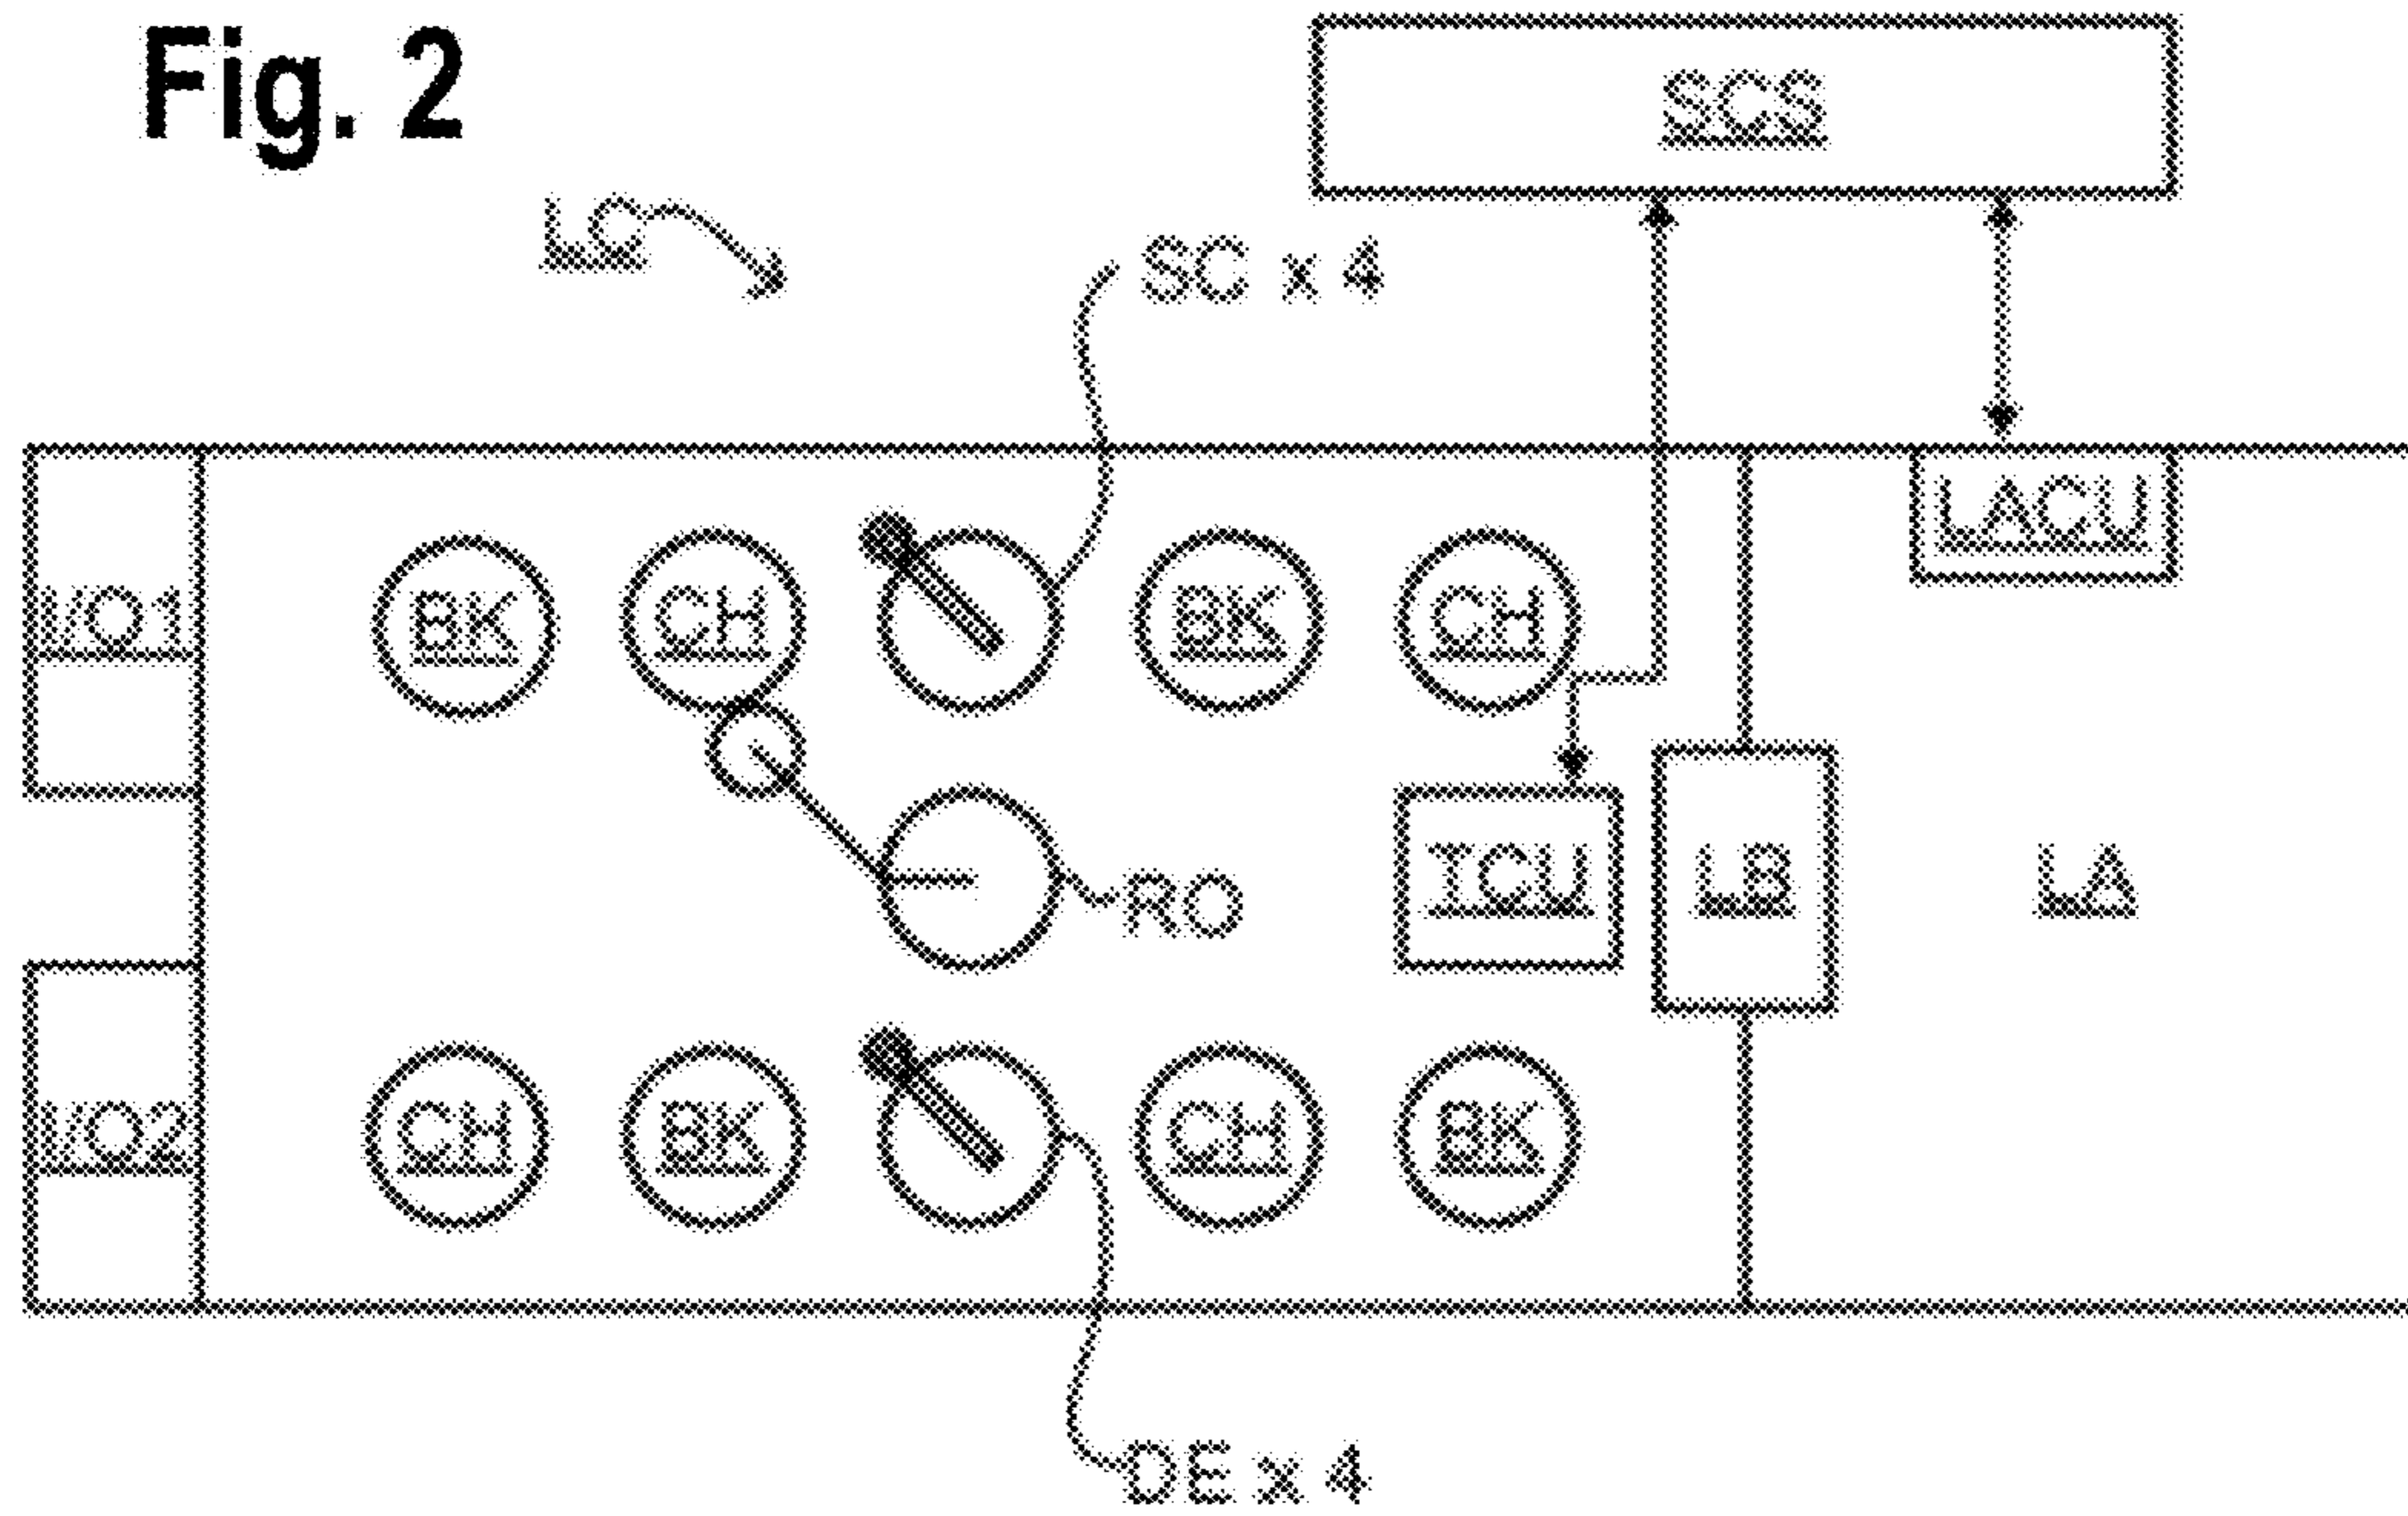 Fig. 2
SCS
LC
SC x 4
LACU
I/O1
BK
CH
BK
CH
RO
TCU
LB
LA
I/O2
CH
BK
CH
BK
DE x 4